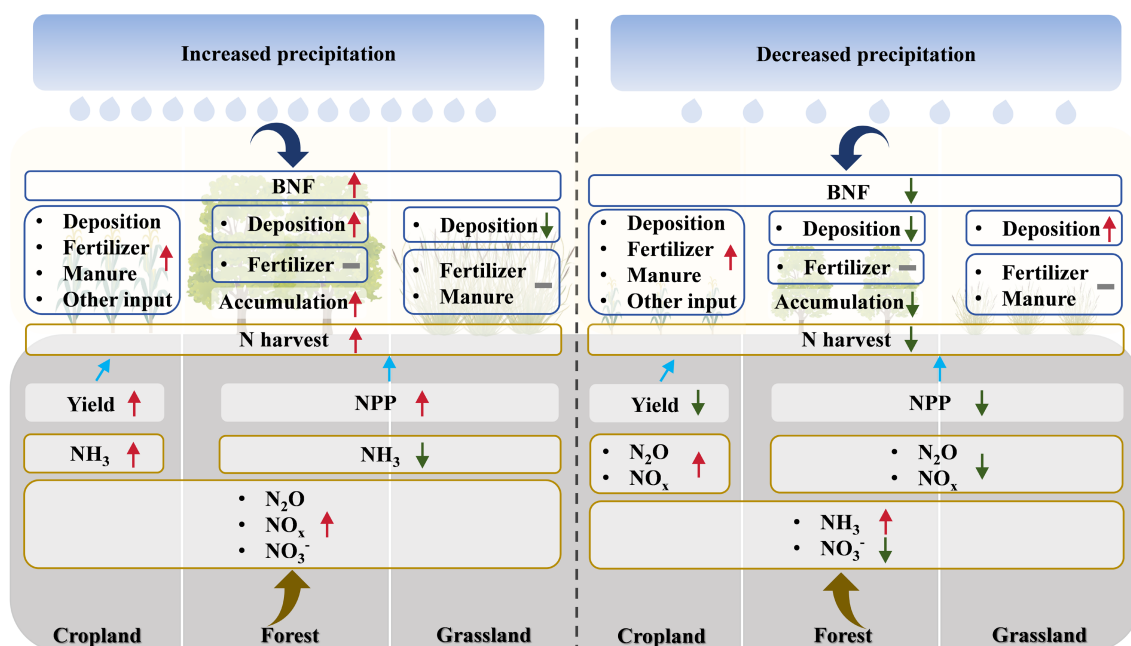 Increased precipitation
BNF
• Deposition
• Fertilizer
• Manure
• Other input
• Deposition
• Fertilizer
Accumulation
• Deposition
• Fertilizer
• Manure
N harvest
Yield
NPP
NH₃
NH₃
• N₂O
• NOₓ
• NO₃⁻
Cropland
Forest
Grassland
Decreased precipitation
BNF
• Deposition
• Fertilizer
• Manure
• Other input
• Deposition
• Fertilizer
Accumulation
• Deposition
• Fertilizer
• Manure
N harvest
Yield
NPP
• N₂O
• NOₓ
• N₂O
• NOₓ
• NH₃
• NO₃⁻
Cropland
Forest
Grassland